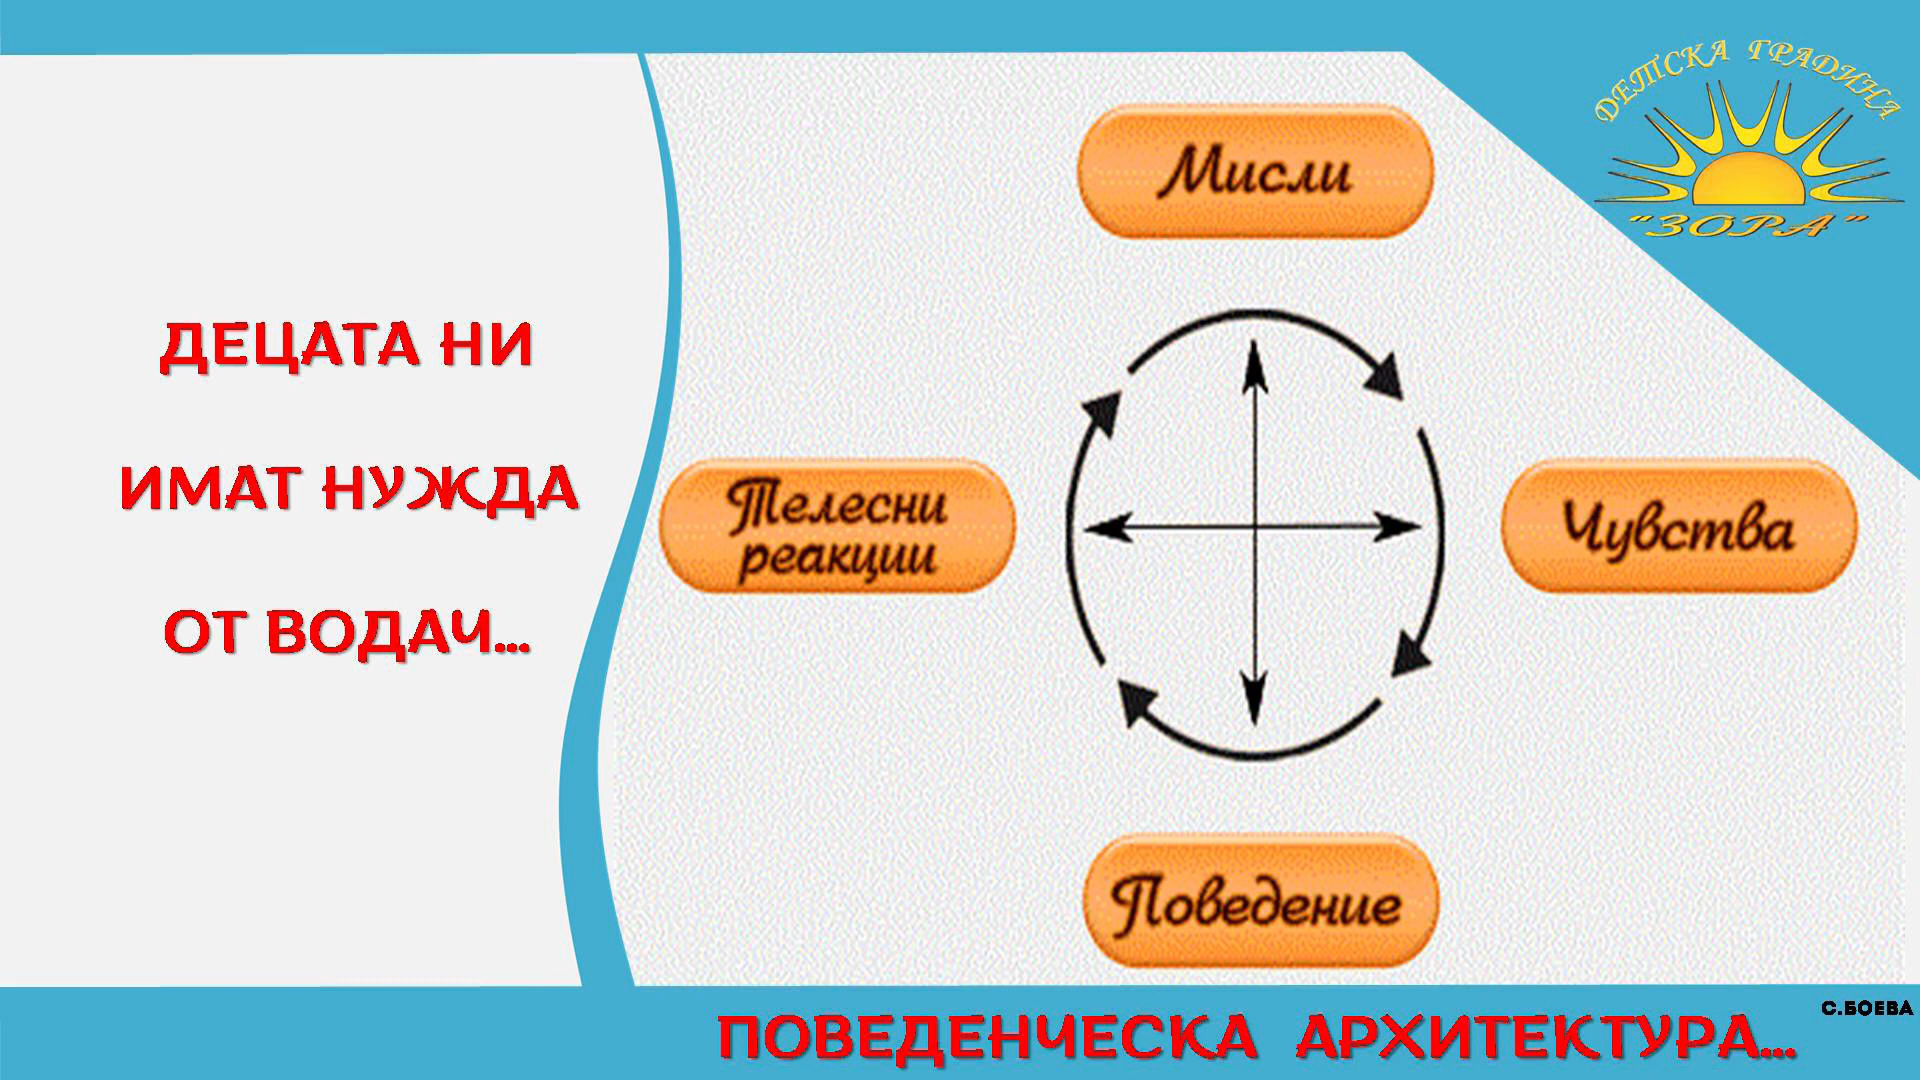 ДЕТСКА ГРАДИНА
"ЗОРА"
ДЕЦАТА НИ
ИМАТ НУЖДА
ОТ ВОДАЧ...
Мисли
Телесни
реакции
Чувства
Поведение
С.БОЕВА
ПОВЕДЕНЧЕСКА АРХИТЕКТУРА...